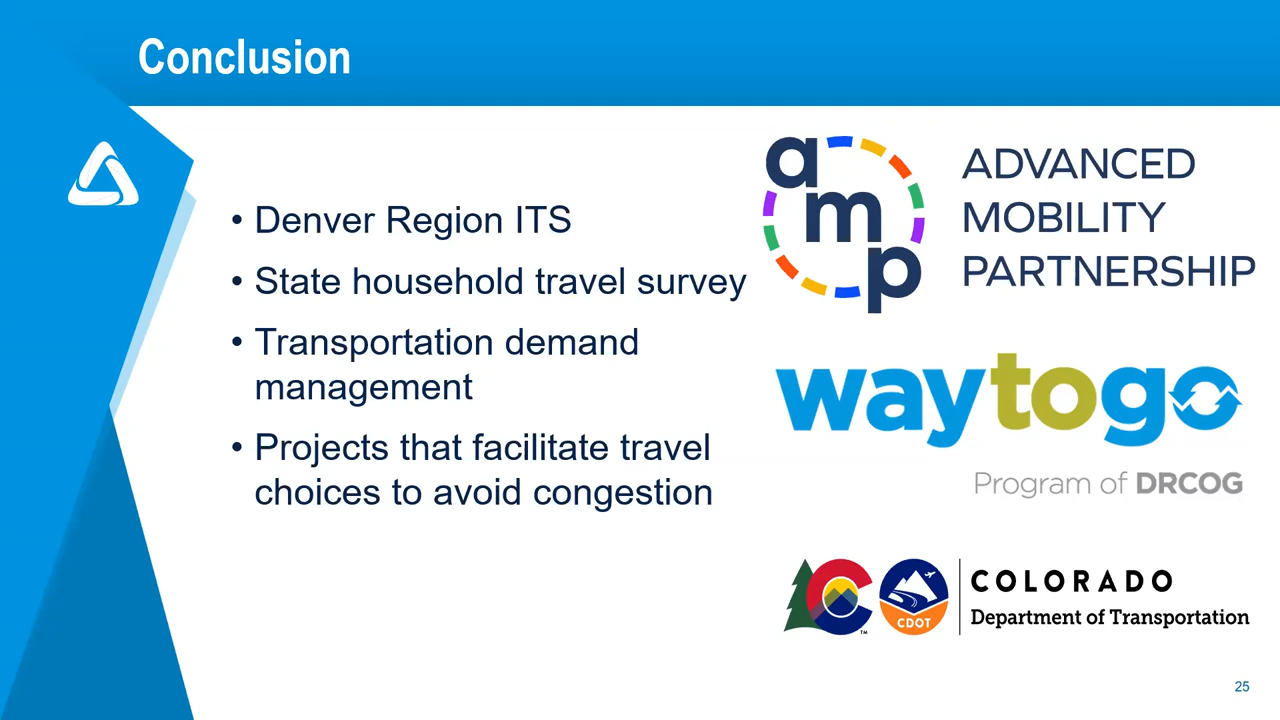 Conclusion
• Denver Region ITS
• State household travel survey
• Transportation demand
management
• Projects that facilitate travel
choices to avoid congestion
amp
ADVANCED
MOBILITY
PARTNERSHIP
waytogo
Program of DRCOG
C
TM
CDOT
COLORADO
Department of Transportation
25